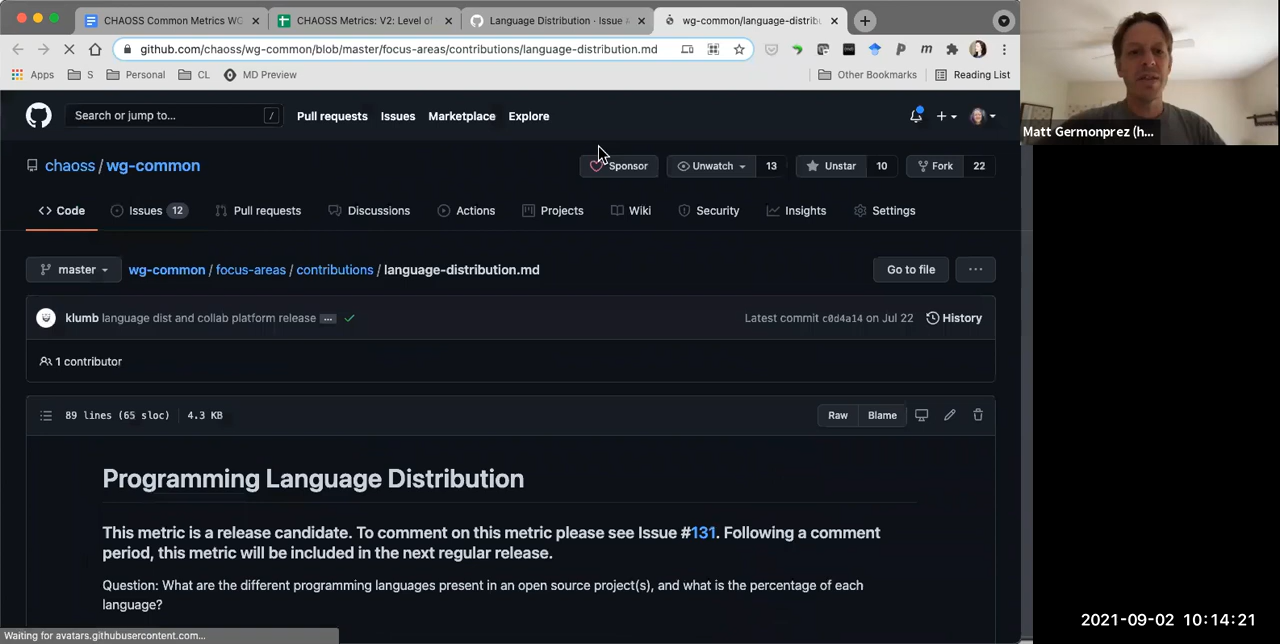 CHAOSS Common Metrics WG
CHAOSS Metrics: V2: Level of
Language Distribution · Issue
wg-common/language-distrib
github.com/chaoss/wg-common/blob/master/focus-areas/contributions/language-distribution.md
Apps
S
Personal
CL
MD Preview
Other Bookmarks
Reading List
Search or jump to...
/
Pull requests
Issues
Marketplace
Explore
chaoss / wg-common
Sponsor
Unwatch
13
Unstar
10
Fork
22
Code
Issues 12
Pull requests
Discussions
Actions
Projects
Wiki
Security
Insights
Settings
master
wg-common / focus-areas / contributions / language-distribution.md
Go to file
...
klumb language dist and collab platform release ...
Latest commit c0d4a14 on Jul 22
History
1 contributor
89 lines (65 sloc)
4.3 KB
Raw
Blame
Programming Language Distribution
This metric is a release candidate. To comment on this metric please see Issue #131. Following a comment
period, this metric will be included in the next regular release.
Question: What are the different programming languages present in an open source project(s), and what is the percentage of each
language?
Waiting for avatars.githubusercontent.com...
Matt Germonprez (h...
2021-09-02 10:14:21